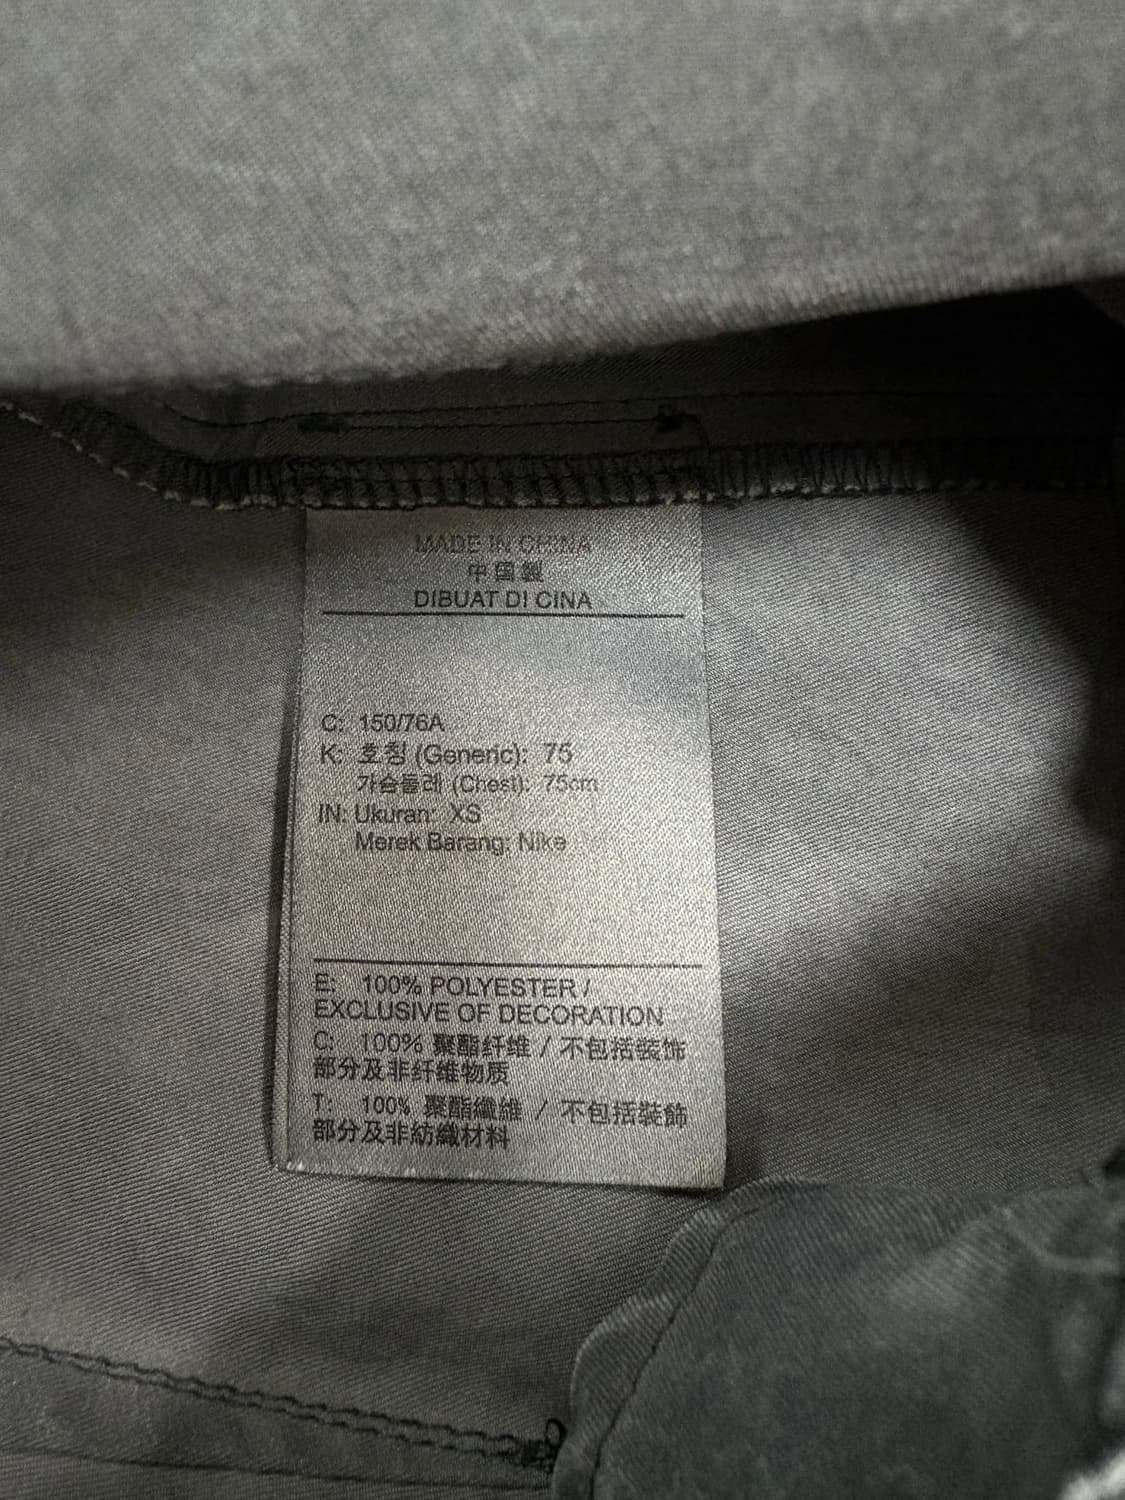 MADE IN CHINA
中国製
DIBUAT DI CINA
C: 150/76A
K: 호칭 (Generic): 75
가슴둘레 (Chest): 75cm
IN: Ukuran: XS
Merek Barang: Nike
E: 100% POLYESTER /
EXCLUSIVE OF DECORATION
C: 100% 聚酯纤维 / 不包括装饰
部分及非纤维物质
T: 100% 聚酯纖維 / 不包括裝飾
部分及非紡織材料